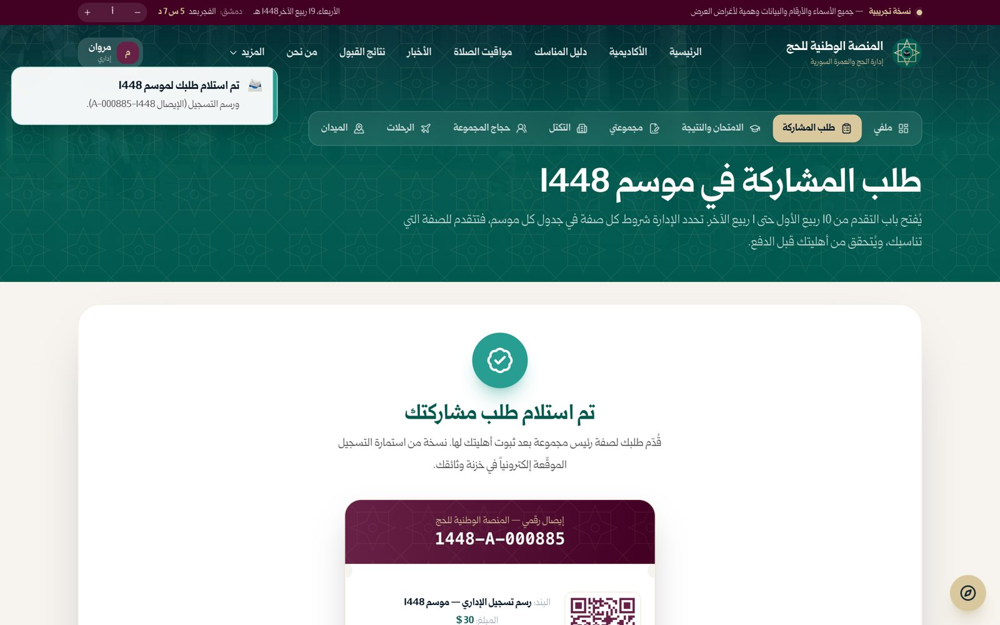 نسخة تجريبية — جميع الأسماء والأرقام والبيانات وهمية لأغراض العرض
الأربعاء، 19 ربيع الآخر 1448 هـ
دمشق: الفجر بعد 5 س 7 د
− أ +
المنصة الوطنية للحج
إدارة الحج والعمرة السورية
الرئيسية
الأكاديمية
دليل المناسك
مواقيت الصلاة
الأخبار
نتائج القبول
من نحن
المزيد
م
مروان
إداري
تم استلام طلبك لموسم 1448
ورسم التسجيل (الإيصال 1448-A-000885).
ملفي
طلب المشاركة
الامتحان والنتيجة
مجموعتي
التكتل
حجاج المجموعة
الرحلات
الميدان
طلب المشاركة في موسم 1448
يُفتح باب التقدم من 10 ربيع الأول حتى 1 ربيع الآخر. تحدد الإدارة شروط كل صفة في جدول كل موسم، فتتقدم للصفة التي
تناسبك، ويُتحقق من أهليتك قبل الدفع.
تم استلام طلب مشاركتك
قُدّم طلبك لصفة رئيس مجموعة بعد ثبوت أهليتك لها. نسخة من استمارة التسجيل
الموقّعة إلكترونياً في خزنة وثائقك.
إيصال رقمي — المنصة الوطنية للحج
1448-A-000885
البند: رسم تسجيل الإداري — موسم 1448
المبلغ: 30 $